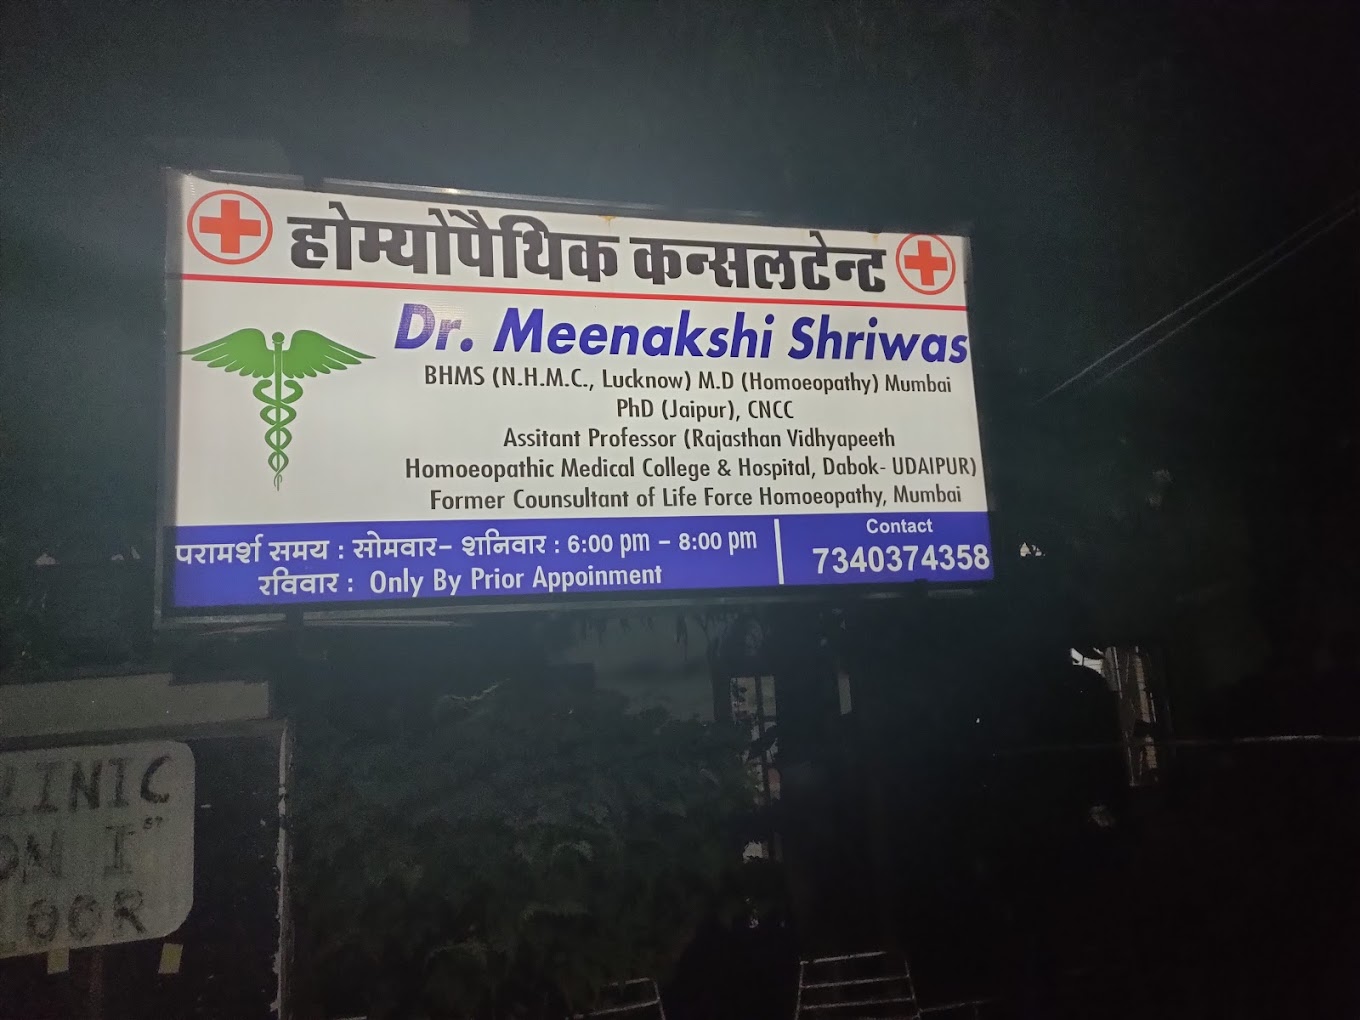 होम्योपैथिक कन्सलटेन्ट
Dr. Meenakshi Shriwas
BHMS (N.H.M.C., Lucknow) M.D (Homoeopathy) Mumbai
PhD (Jaipur), CNCC
Assitant Professor (Rajasthan Vidhyapeeth
Homoeopathic Medical College & Hospital, Dabok- UDAIPUR)
Former Counsultant of Life Force Homoeopathy, Mumbai
परामर्श समय : सोमवार- शनिवार : 6:00 pm - 8:00 pm
रविवार : Only By Prior Appoinment
Contact
7340374358
LINIC
ON IST
LOOR